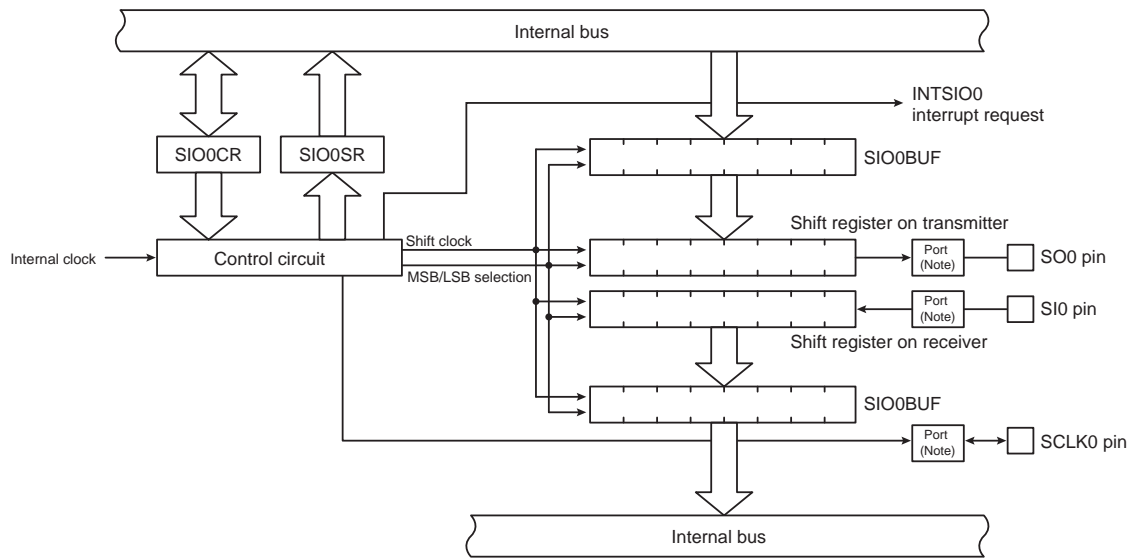 Internal bus
INTSIO0
interrupt request
SIO0CR
SIO0SR
SIO0BUF
Shift register on transmitter
Shift clock
Internal clock
Control circuit
Port
(Note)
SO0 pin
MSB/LSB selection
Port
(Note)
SI0 pin
Shift register on receiver
SIO0BUF
Port
(Note)
SCLK0 pin
Internal bus